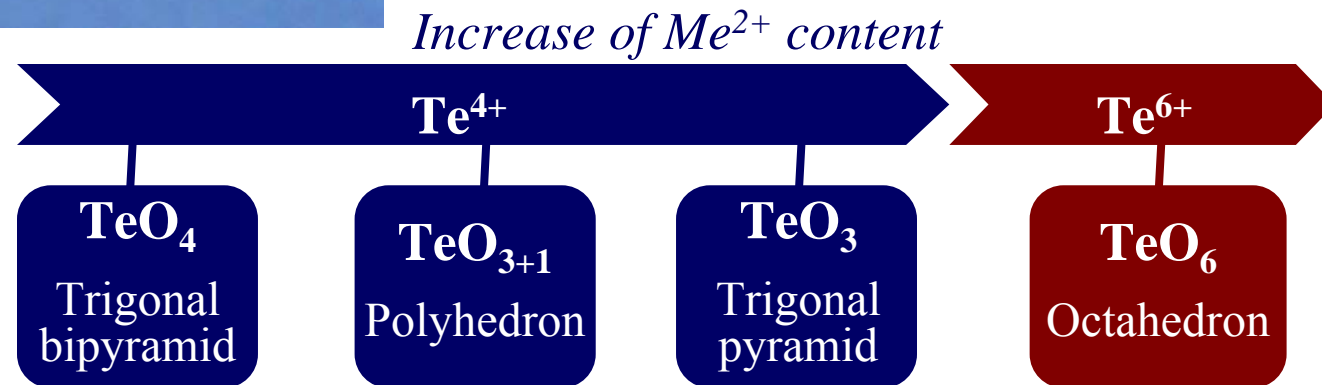 Increase of Me²⁺ content
Te⁴⁺
Te⁶⁺
TeO₄
Trigonal
bipyramid
TeO₃₊₁
Polyhedron
TeO₃
Trigonal
pyramid
TeO₆
Octahedron